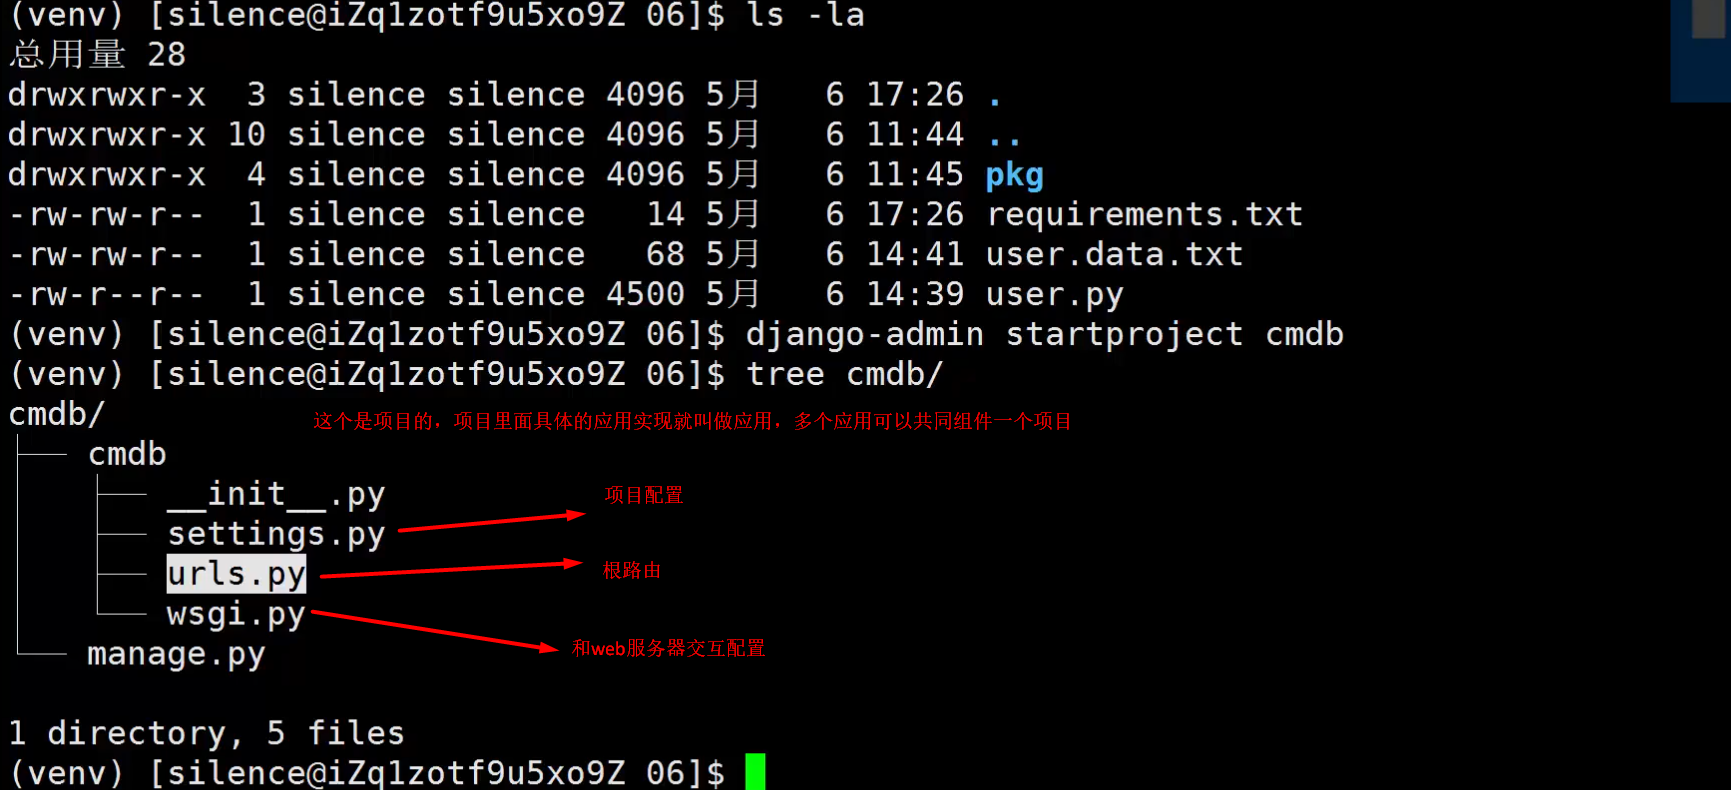 (venv) [silence@iZq1zotf9u5xo9Z 06]$ ls -la
总用量 28
drwxrwxr-x  3 silence silence 4096 5月   6 17:26 .
drwxrwxr-x 10 silence silence 4096 5月   6 11:44 ..
drwxrwxr-x  4 silence silence 4096 5月   6 11:45 pkg
-rw-rw-r--  1 silence silence   14 5月   6 17:26 requirements.txt
-rw-rw-r--  1 silence silence   68 5月   6 14:41 user.data.txt
-rw-r--r--  1 silence silence 4500 5月   6 14:39 user.py
(venv) [silence@iZq1zotf9u5xo9Z 06]$ django-admin startproject cmdb
(venv) [silence@iZq1zotf9u5xo9Z 06]$ tree cmdb/
cmdb/
这个是项目的，项目里面具体的应用实现就叫做应用，多个应用可以共同组件一个项目
├── cmdb
│   ├── __init__.py
项目配置
│   ├── settings.py
│   ├── urls.py
根路由
│   └── wsgi.py
和web服务器交互配置
└── manage.py
1 directory, 5 files
(venv) [silence@iZq1zotf9u5xo9Z 06]$